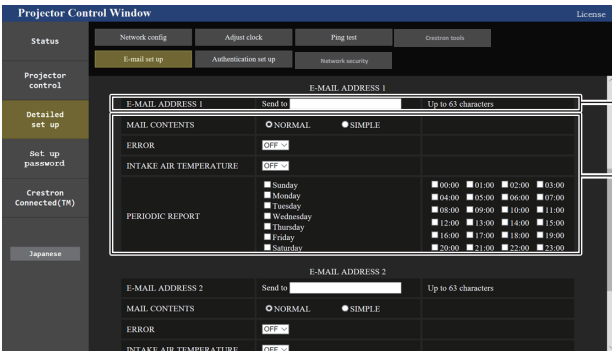 Projector Control Window License
Status Network config Adjust clock Ping test Crestron tools
E-mail set up Authentication set up Network security
Projector control
Detailed set up
Set up password
Crestron Connected(TM)
Japanese
E-MAIL ADDRESS 1
E-MAIL ADDRESS 1 Send to Up to 63 characters
MAIL CONTENTS NORMAL SIMPLE
ERROR OFF
INTAKE AIR TEMPERATURE OFF
PERIODIC REPORT
Sunday
Monday
Tuesday
Wednesday
Thursday
Friday
Saturday
00:00 01:00 02:00 03:00
04:00 05:00 06:00 07:00
08:00 09:00 10:00 11:00
12:00 13:00 14:00 15:00
16:00 17:00 18:00 19:00
20:00 21:00 22:00 23:00
E-MAIL ADDRESS 2
E-MAIL ADDRESS 2 Send to Up to 63 characters
MAIL CONTENTS NORMAL SIMPLE
ERROR OFF
INTAKE AIR TEMPERATURE OFF